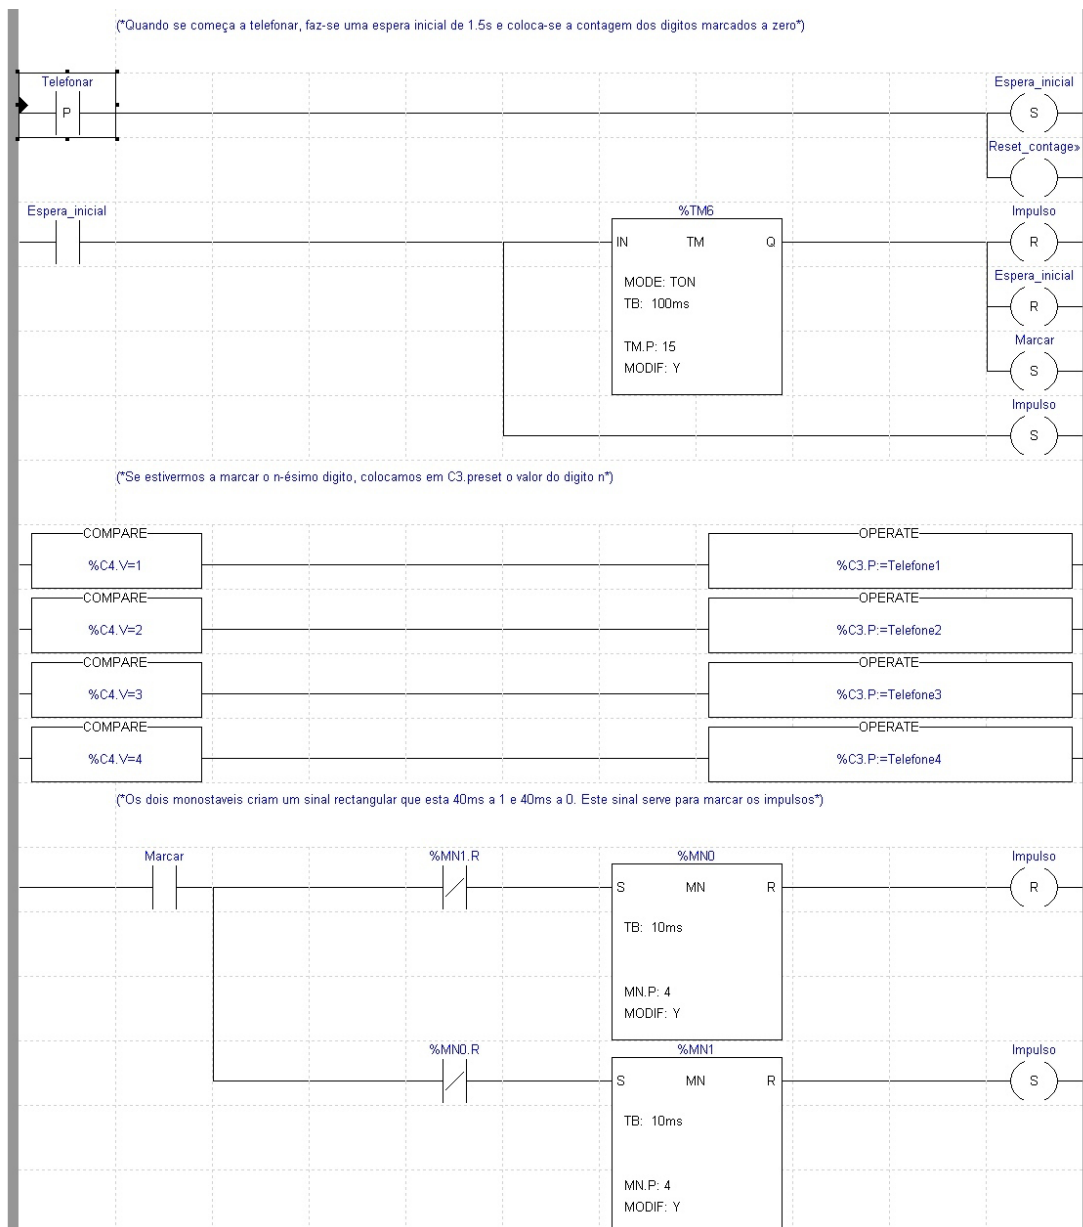 (*Quando se começa a telefonar, faz-se uma espera inicial de 1.5s e coloca-se a contagem dos digitos marcados a zero*)
Telefonar
P
Espera_inicial
S
Reset_contage»
Espera_inicial
%TM6
IN TM Q
MODE: TON
TB: 100ms
TM.P: 15
MODIF: Y
Impulso
R
Espera_inicial
R
Marcar
S
Impulso
S
(*Se estivermos a marcar o n-ésimo digito, colocamos em C3.preset o valor do digito n*)
COMPARE
%C4.V=1
OPERATE
%C3.P:=Telefone1
COMPARE
%C4.V=2
OPERATE
%C3.P:=Telefone2
COMPARE
%C4.V=3
OPERATE
%C3.P:=Telefone3
COMPARE
%C4.V=4
OPERATE
%C3.P:=Telefone4
(*Os dois monostaveis criam um sinal rectangular que esta 40ms a 1 e 40ms a 0. Este sinal serve para marcar os impulsos*)
Marcar
%MN1.R
%MN0
S MN R
TB: 10ms
MN.P: 4
MODIF: Y
Impulso
R
%MN0.R
%MN1
S MN R
TB: 10ms
MN.P: 4
MODIF: Y
Impulso
S